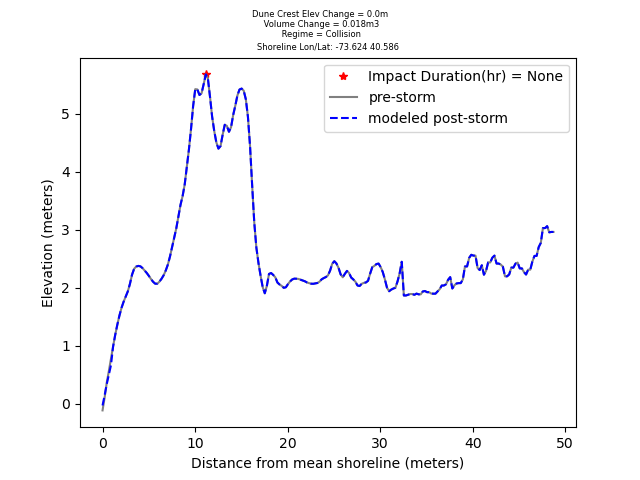 Dune Crest Elev Change = 0.0m
Volume Change = 0.018m3
Regime = Collision
Shoreline Lon/Lat: -73.624 40.586
Impact Duration(hr) = None
pre-storm
modeled post-storm
Elevation (meters)
5
4
3
2
1
0
0 10 20 30 40 50
Distance from mean shoreline (meters)